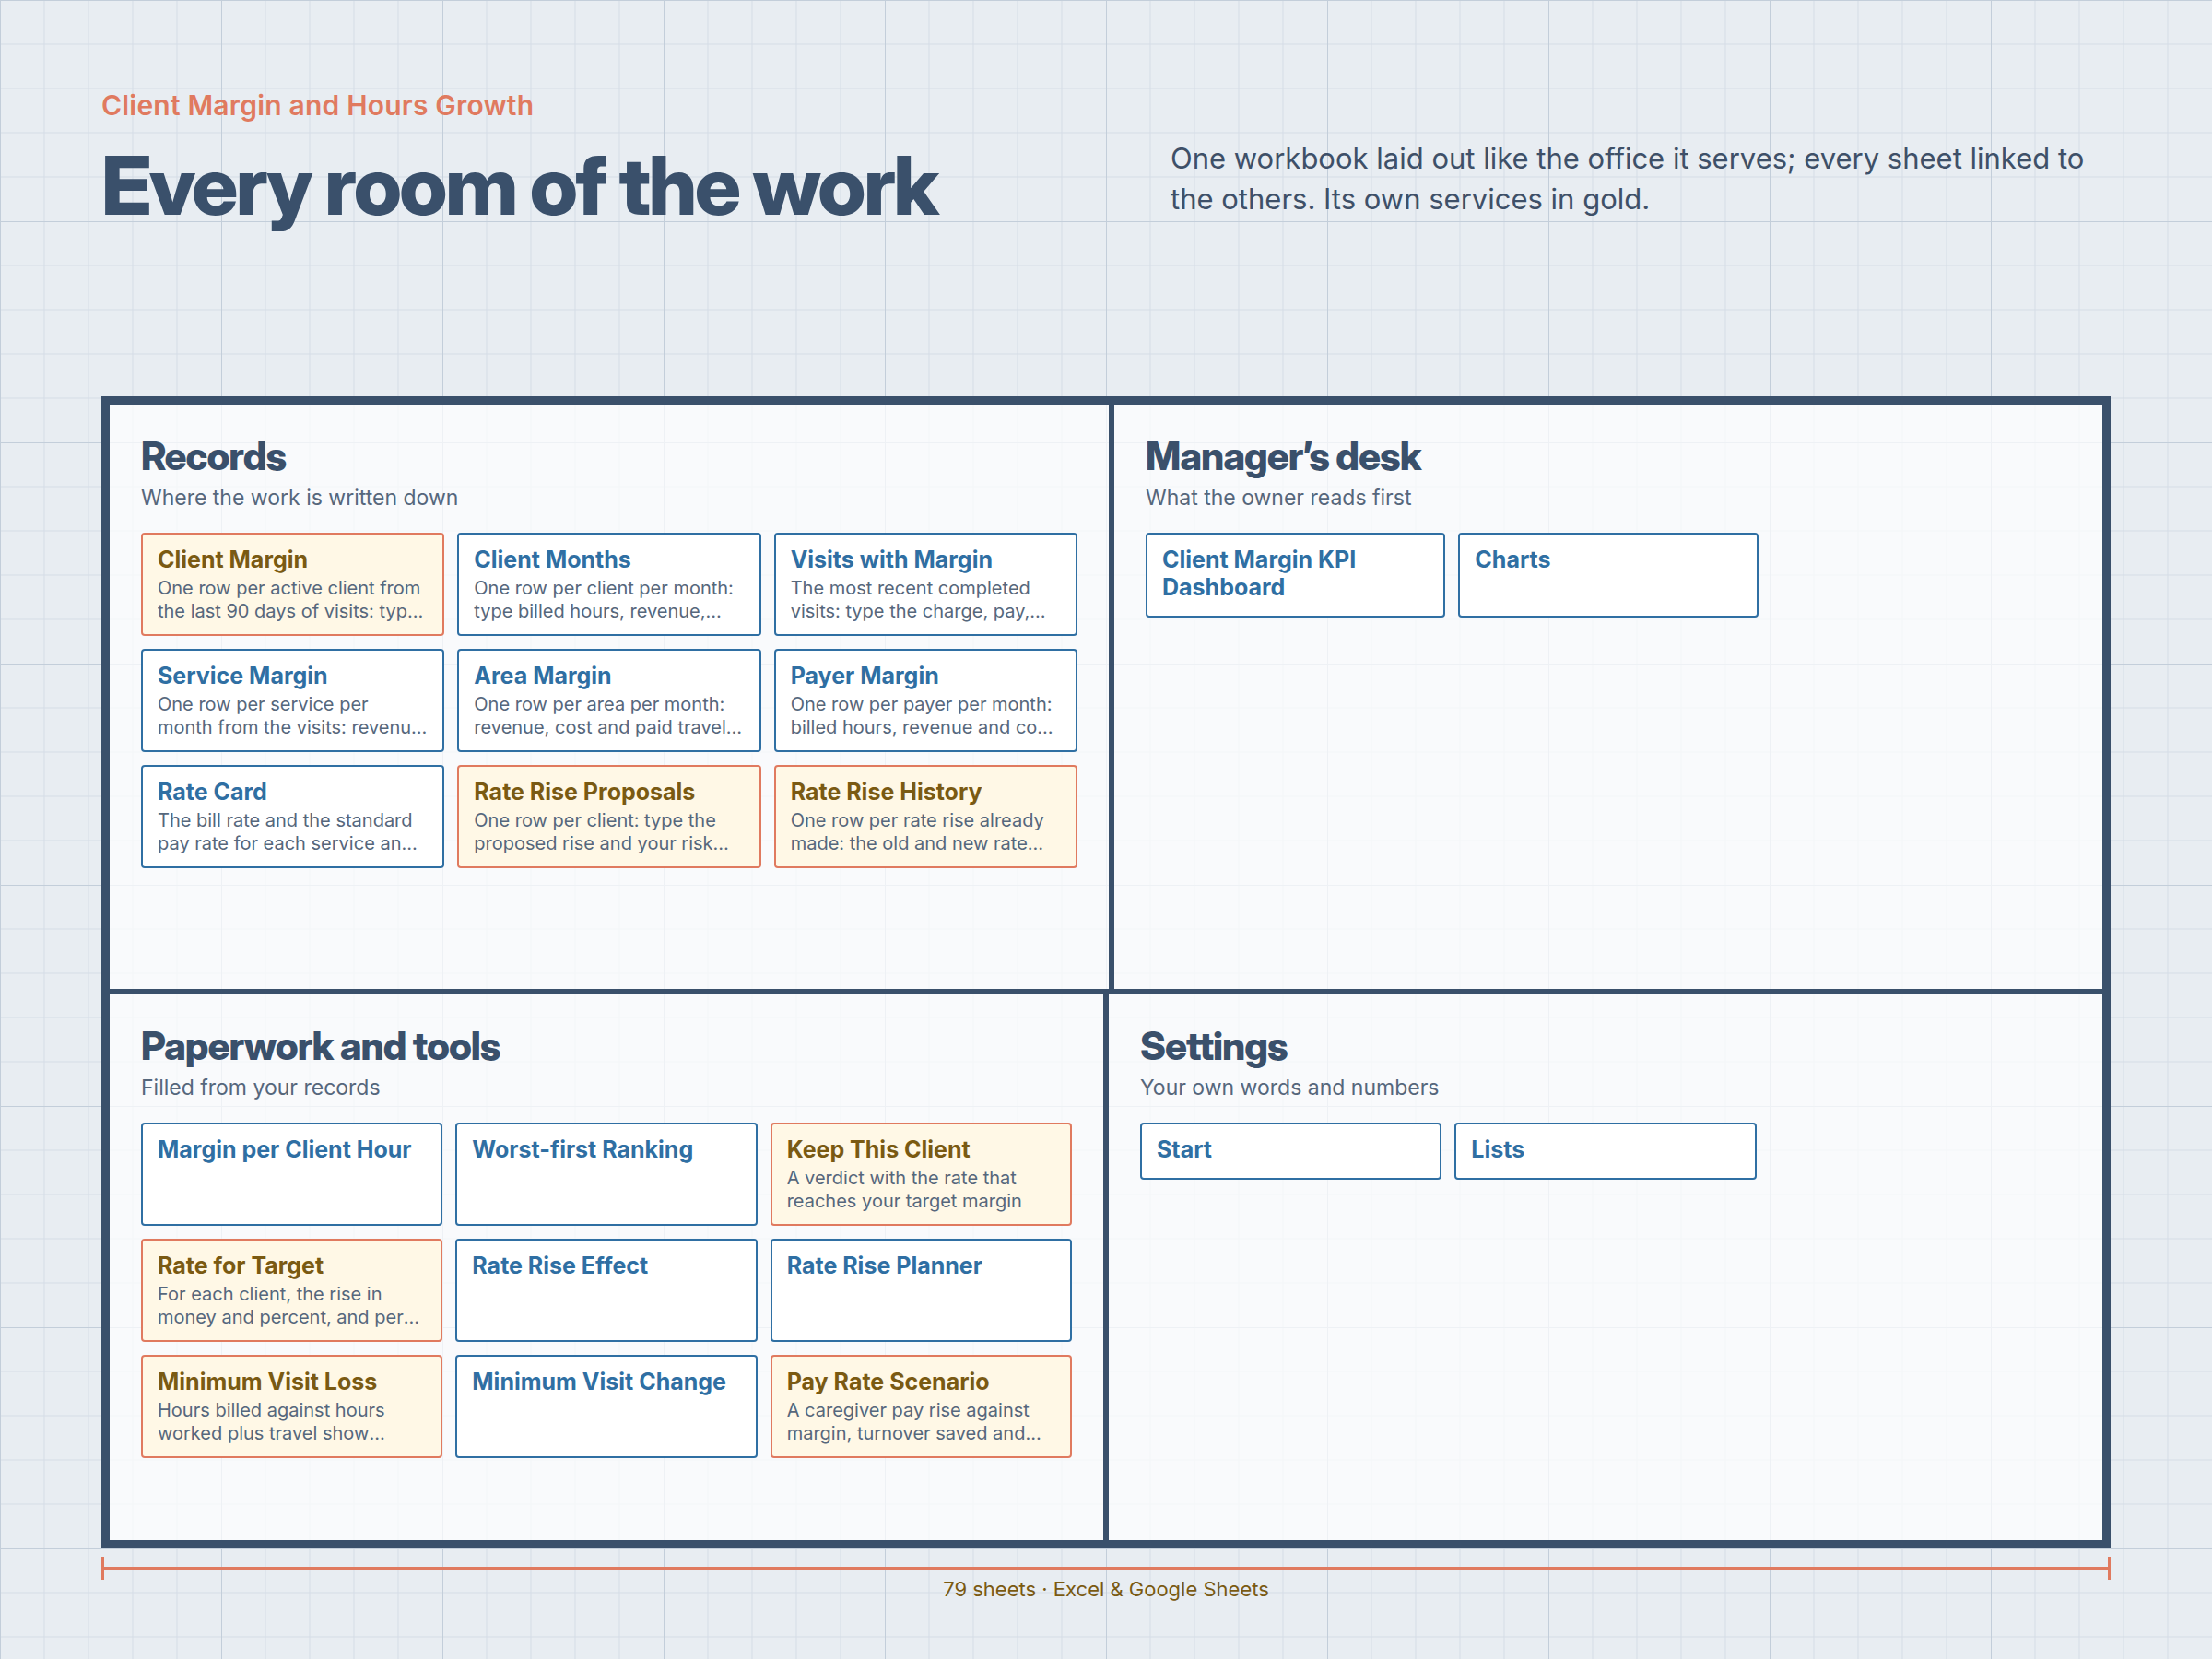 Client Margin and Hours Growth
Every room of the work
One workbook laid out like the office it serves; every sheet linked to
the others. Its own services in gold.
Records
Where the work is written down
Client Margin
One row per active client from
the last 90 days of visits: typ...
Client Months
One row per client per month:
type billed hours, revenue,...
Visits with Margin
The most recent completed
visits: type the charge, pay,...
Service Margin
One row per service per
month from the visits: revenu...
Area Margin
One row per area per month:
revenue, cost and paid travel...
Payer Margin
One row per payer per month:
billed hours, revenue and co...
Rate Card
The bill rate and the standard
pay rate for each service an...
Rate Rise Proposals
One row per client: type the
proposed rise and your risk...
Rate Rise History
One row per rate rise already
made: the old and new rate...
Manager’s desk
What the owner reads first
Client Margin KPI
Dashboard
Charts
Paperwork and tools
Filled from your records
Margin per Client Hour
Worst-first Ranking
Keep This Client
A verdict with the rate that
reaches your target margin
Rate for Target
For each client, the rise in
money and percent, and per...
Rate Rise Effect
Rate Rise Planner
Minimum Visit Loss
Hours billed against hours
worked plus travel show...
Minimum Visit Change
Pay Rate Scenario
A caregiver pay rise against
margin, turnover saved and...
Settings
Your own words and numbers
Start
Lists
79 sheets · Excel & Google Sheets